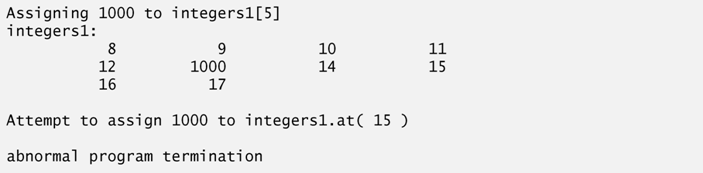 Assigning 1000 to integers1[5]
integers1:
8 9 10 11
12 1000 14 15
16 17
Attempt to assign 1000 to integers1.at( 15 )
abnormal program termination